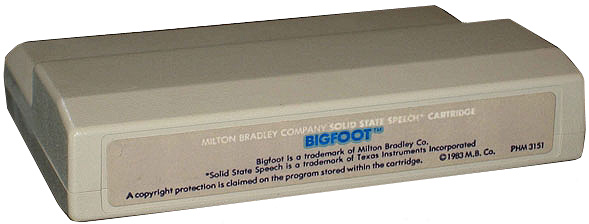 MILTON BRADLEY COMPANY SOLID STATE SPEECH* CARTRIDGE
BIGFOOT™
Bigfoot is a trademark of Milton Bradley Co.
*Solid State Speech is a trademark of Texas Instruments Incorporated
©1983 M.B. Co. PHM 3151
A copyright protection is claimed on the program stored within the cartridge.